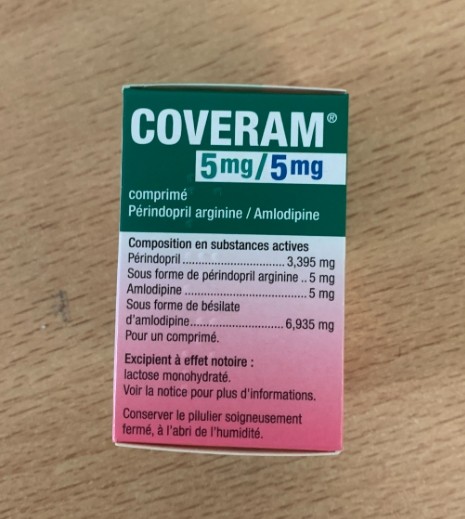 COVERAM®
5mg/5mg
comprimé
Périndopril arginine / Amlodipine
Composition en substances actives
Périndopril .............................. 3,395 mg
Sous forme de périndopril arginine .. 5 mg
Amlodipine .................................... 5 mg
Sous forme de bésilate
d'amlodipine........................... 6,935 mg
Pour un comprimé.
Excipient à effet notoire :
lactose monohydraté.
Voir la notice pour plus d'informations.
Conserver le pilulier soigneusement
fermé, à l'abri de l'humidité.